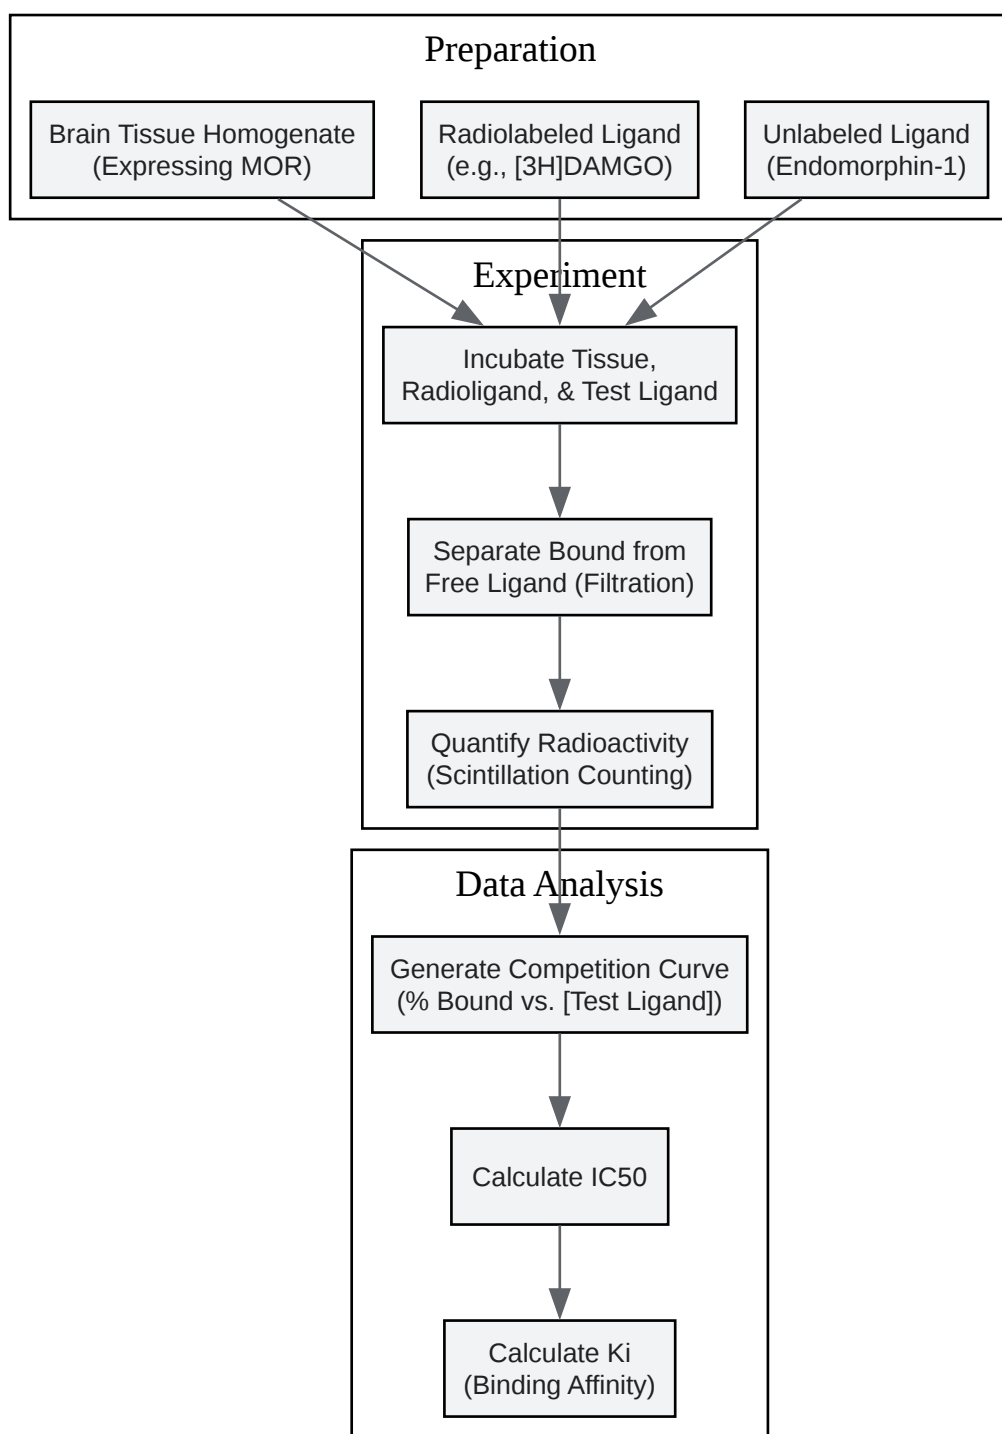 Preparation
Brain Tissue Homogenate
(Expressing MOR)
Radiolabeled Ligand
(e.g., [3H]DAMGO)
Unlabeled Ligand
(Endomorphin-1)
Experiment
Incubate Tissue,
Radioligand, & Test Ligand
Separate Bound from
Free Ligand (Filtration)
Quantify Radioactivity
(Scintillation Counting)
Data Analysis
Generate Competition Curve
(% Bound vs. [Test Ligand])
Calculate IC50
Calculate Ki
(Binding Affinity)